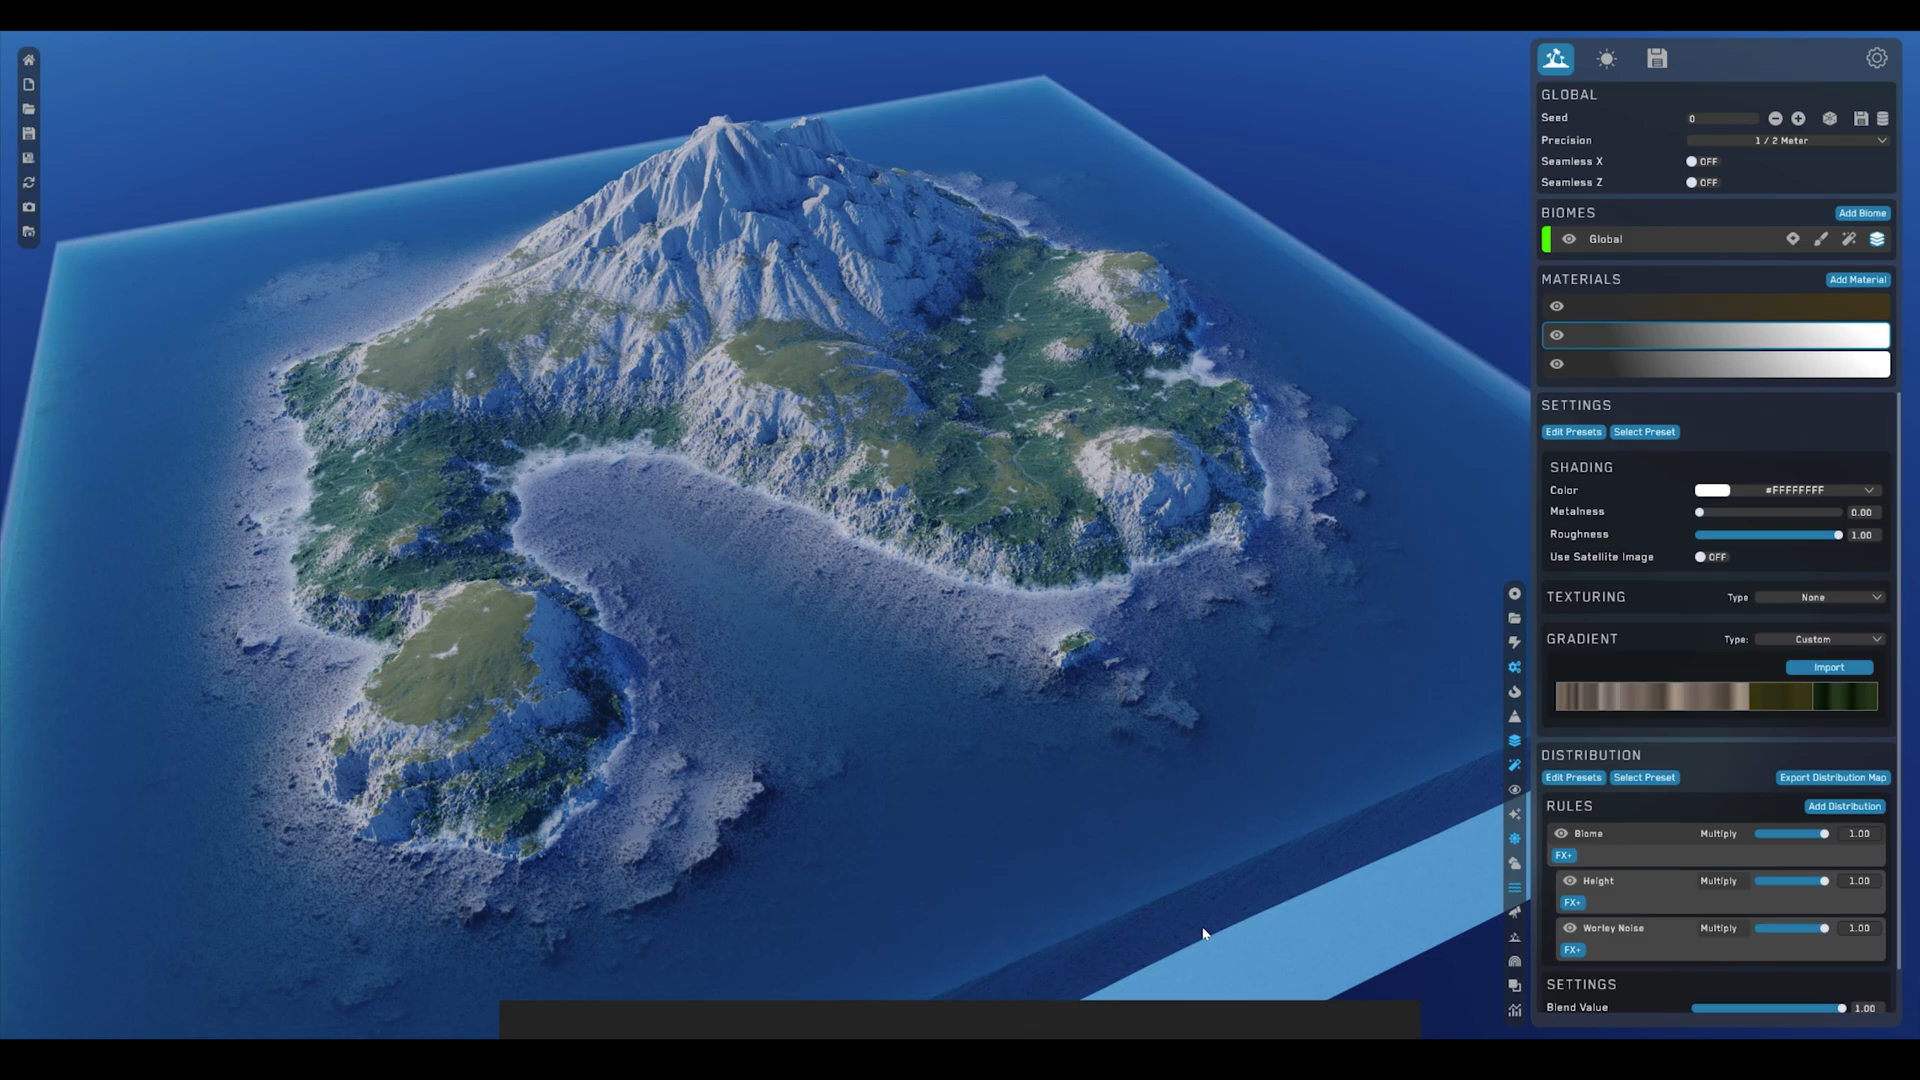 GLOBAL
Seed 0
Precision 1 / 2 Meter
Seamless X OFF
Seamless Z OFF
BIOMES Add Biome
Global
MATERIALS Add Material
SETTINGS
Edit Presets Select Preset
SHADING
Color #FFFFFFFF
Metalness 0.00
Roughness 1.00
Use Satellite Image OFF
TEXTURING Type None
GRADIENT Type: Custom
Import
DISTRIBUTION
Edit Presets Select Preset Export Distribution Map
RULES Add Distribution
Biome Multiply 1.00
FX+
Height Multiply 1.00
FX+
Worley Noise Multiply 1.00
FX+
SETTINGS
Blend Value 1.00